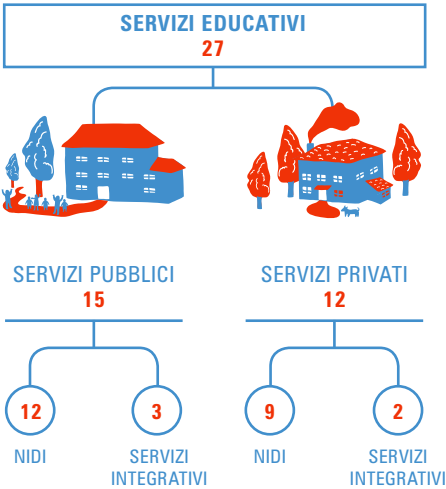 SERVIZI EDUCATIVI
27
SERVIZI PUBBLICI
15
SERVIZI PRIVATI
12
12
NIDI
3
SERVIZI
INTEGRATIVI
9
NIDI
2
SERVIZI
INTEGRATIVI